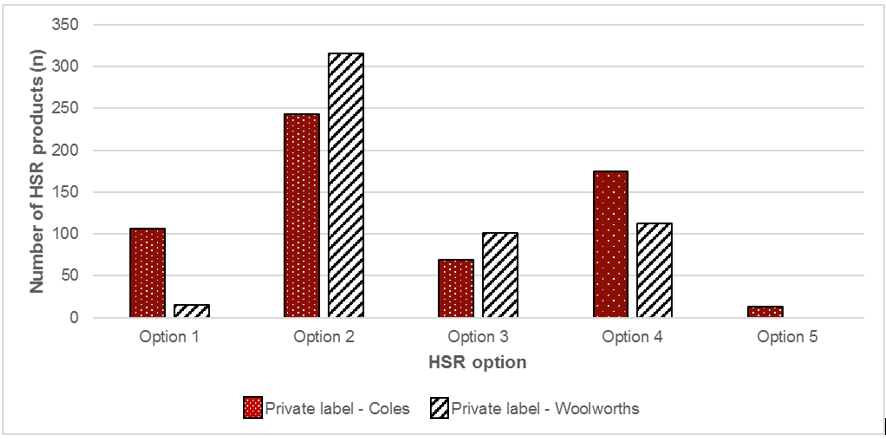 350
300
250
200
150
100
50
0
Number of HSR products (n)
Option 1 Option 2 Option 3 Option 4 Option 5
HSR option
Private label - Coles Private label - Woolworths